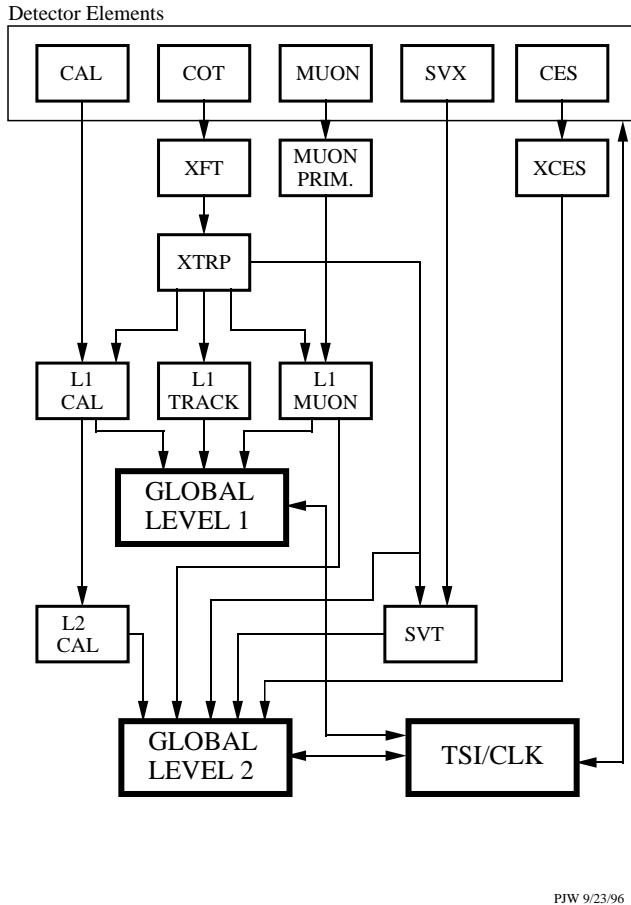 Detector Elements
CAL
COT
MUON
SVX
CES
XFT
MUON
PRIM.
XCES
XTRP
L1
CAL
L1
TRACK
L1
MUON
GLOBAL
LEVEL 1
L2
CAL
SVT
GLOBAL
LEVEL 2
TSI/CLK
PJW 9/23/96